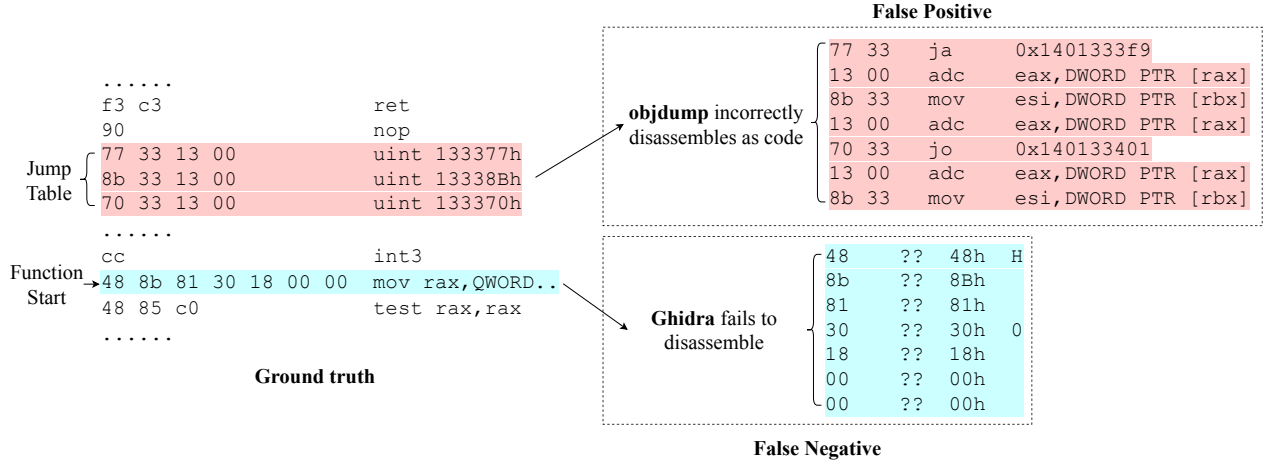 False Positive
77 33 ja 0x1401333f9
13 00 adc eax,DWORD PTR [rax]
8b 33 mov esi,DWORD PTR [rbx]
13 00 adc eax,DWORD PTR [rax]
70 33 jo 0x140133401
13 00 adc eax,DWORD PTR [rax]
8b 33 mov esi,DWORD PTR [rbx]
objdump incorrectly
disassembles as code
......
f3 c3 ret
90 nop
77 33 13 00 uint 133377h
8b 33 13 00 uint 13338Bh
70 33 13 00 uint 133370h
Jump
Table
......
cc int3
48 8b 81 30 18 00 00 mov rax,QWORD..
48 85 c0 test rax,rax
......
Function
Start
Ground truth
48 ?? 48h H
8b ?? 8Bh
81 ?? 81h
30 ?? 30h 0
18 ?? 18h
00 ?? 00h
00 ?? 00h
Ghidra fails to
disassemble
False Negative